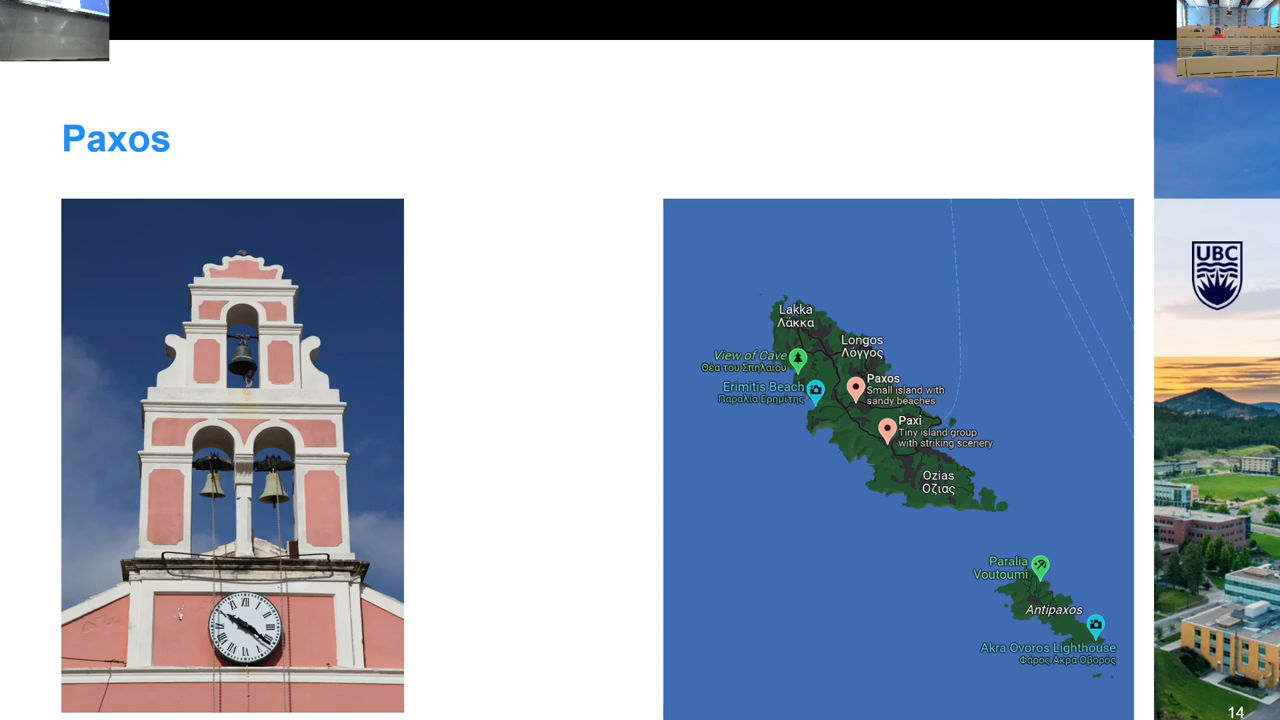 Paxos
UBC
Lakka
Λάκκα
Longos
Λόγγος
View of Cave
Θέα του Σπηλαίου
Paxos
Small island with
sandy beaches
Erimitis Beach
Παραλία Ερημίτης
Paxi
Tiny island group
with striking scenery
Ozias
Οζιας
Paralia
Voutoumi
Antipaxos
Akra Ovoros Lighthouse
Φάρος Άκρα Οβορός
14